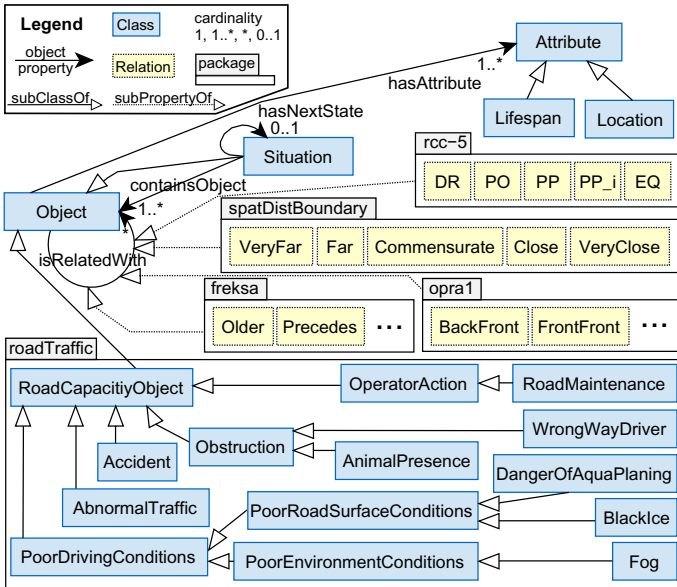 Legend
Class
cardinality
1, 1..*, *, 0..1
object
property
Relation
package
subClassOf
subPropertyOf
Attribute
1..*
hasAttribute
Lifespan
Location
hasNextState
0..1
Situation
rcc-5
DR
PO
PP
PP_i
EQ
containsObject
Object
1..*
*
spatDistBoundary
VeryFar
Far
Commensurate
Close
VeryClose
isRelatedWith
freksa
Older
Precedes
...
opra1
BackFront
FrontFront
...
roadTraffic
RoadCapacitiyObject
OperatorAction
RoadMaintenance
Obstruction
WrongWayDriver
Accident
AnimalPresence
DangerOfAquaPlaning
AbnormalTraffic
PoorRoadSurfaceConditions
BlackIce
PoorDrivingConditions
PoorEnvironmentConditions
Fog